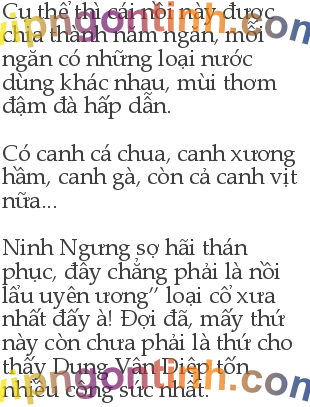 Cụ thể thì cái nồi này được
chia thành năm ngăn, mỗi
ngăn có những loại nước
dùng khác nhau, mùi thơm
đậm đà hấp dẫn.
Có canh cá chua, canh xương
hầm, canh gà, còn cả canh vịt
nữa...
Ninh Ngưng sợ hãi thán
phục, đây chẳng phải là nồi
lẩu uyên ương” loại cổ xưa
nhất đấy à! Đợi đã, mấy thứ
này còn chưa phải là thứ cho
thấy Dung Vân Diệp tốn
nhiều công sức nhất.
vipngontinh.com
vipngontinh.com